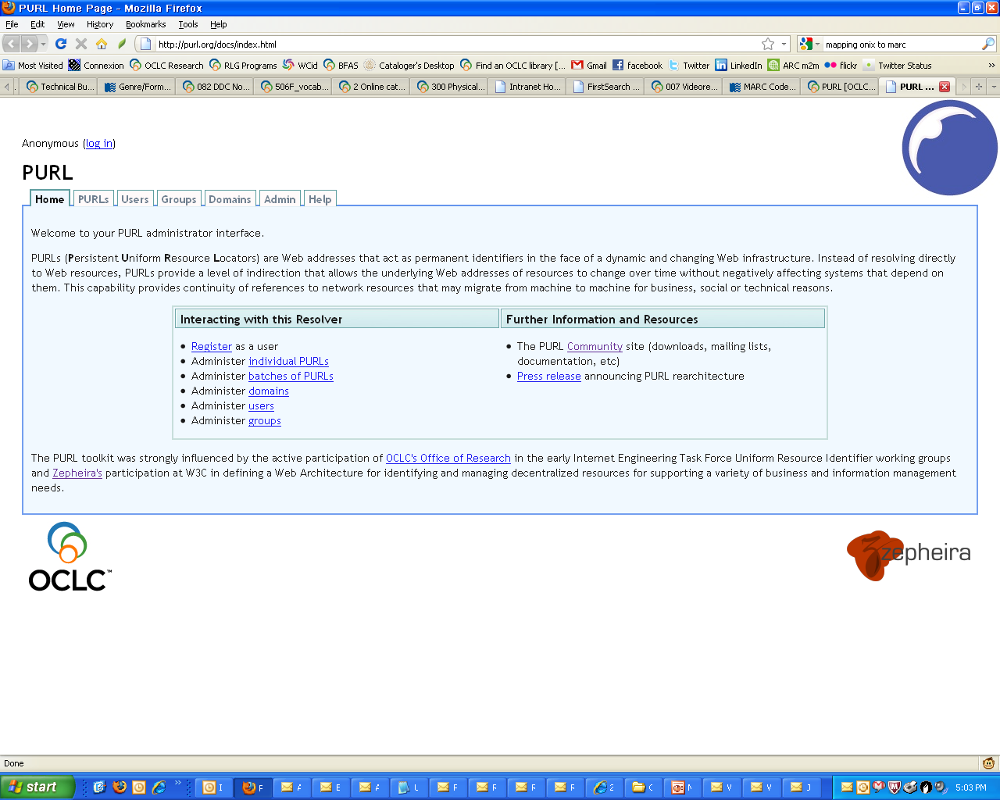 PURL Home Page - Mozilla Firefox
File Edit View History Bookmarks Tools Help
http://purl.org/docs/index.html
mapping onix to marc
Most Visited Connexion OCLC Research RLG Programs WCid BFAS Cataloger's Desktop Find an OCLC library [... Gmail facebook Twitter LinkedIn ARC m2m flickr Twitter Status »
Technical Bu... Genre/Form... 082 DDC No... 506F_vocab... 2 Online cat... 300 Physical... Intranet Ho... FirstSearch ... 007 Videore... MARC Code... PURL [OCLC... PURL ...
Anonymous (log in)
PURL
Home PURLs Users Groups Domains Admin Help
Welcome to your PURL administrator interface.
PURLs (Persistent Uniform Resource Locators) are Web addresses that act as permanent identifiers in the face of a dynamic and changing Web infrastructure. Instead of resolving directly
to Web resources, PURLs provide a level of indirection that allows the underlying Web addresses of resources to change over time without negatively affecting systems that depend on
them. This capability provides continuity of references to network resources that may migrate from machine to machine for business, social or technical reasons.
Interacting with this Resolver
• Register as a user
• Administer individual PURLs
• Administer batches of PURLs
• Administer domains
• Administer users
• Administer groups
Further Information and Resources
• The PURL Community site (downloads, mailing lists,
documentation, etc)
• Press release announcing PURL rearchitecture
The PURL toolkit was strongly influenced by the active participation of OCLC's Office of Research in the early Internet Engineering Task Force Uniform Resource Identifier working groups
and Zepheira's participation at W3C in defining a Web Architecture for identifying and managing decentralized resources for supporting a variety of business and information management
needs.
OCLC™
zepheira
Done
start » I F E L F F F F 2 C V V J 5:03 PM